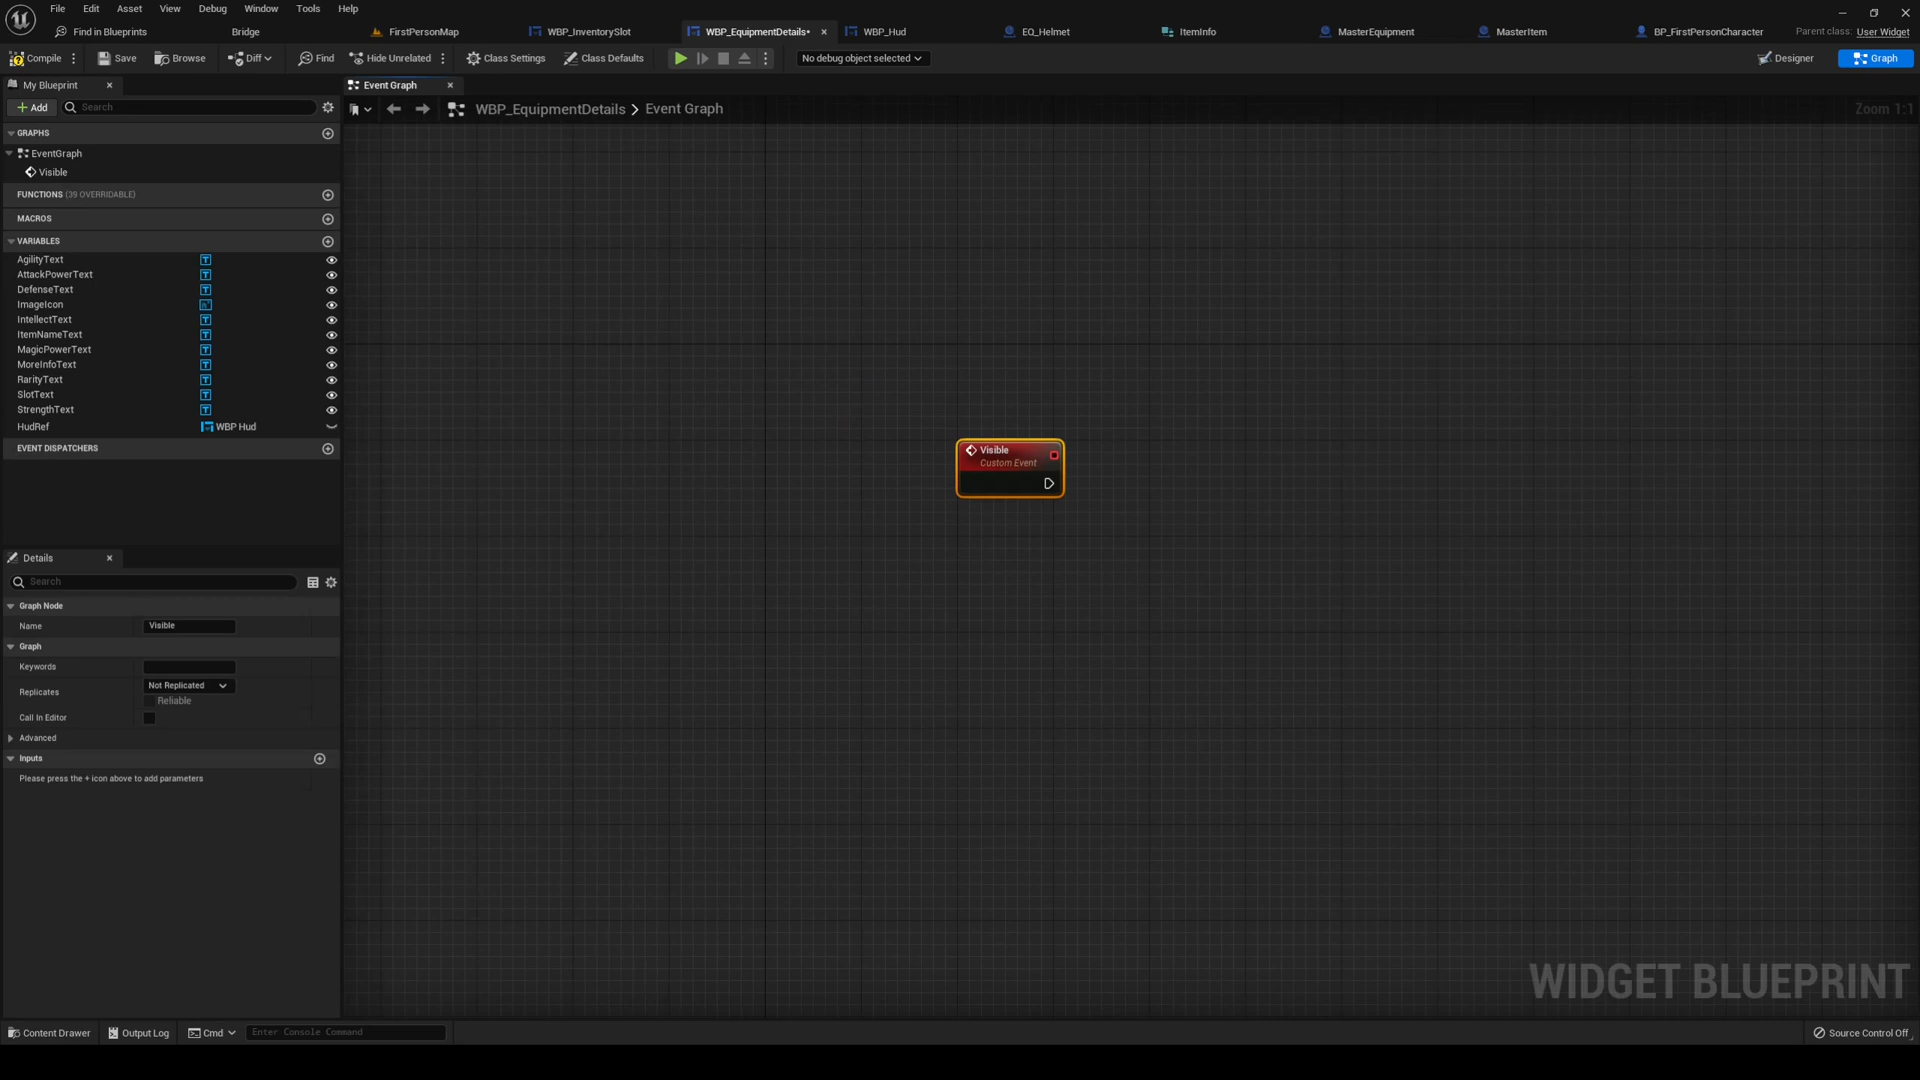 File Edit Asset View Debug Window Tools Help
Find in Blueprints Bridge FirstPersonMap WBP_InventorySlot WBP_EquipmentDetails• WBP_Hud EQ_Helmet ItemInfo MasterEquipment MasterItem BP_FirstPersonCharacter Parent class: User Widget
Compile Save Browse Diff Find Hide Unrelated Class Settings Class Defaults No debug object selected Designer Graph
My Blueprint Event Graph
Add Search WBP_EquipmentDetails > Event Graph Zoom 1:1
GRAPHS
EventGraph
Visible
FUNCTIONS (39 OVERRIDABLE)
MACROS
VARIABLES
AgilityText
AttackPowerText
DefenseText
ImageIcon
IntellectText
ItemNameText
MagicPowerText
MoreInfoText
RarityText
SlotText
StrengthText
HudRef WBP Hud
EVENT DISPATCHERS
Visible
Custom Event
Details
Search
Graph Node
Name Visible
Graph
Keywords
Replicates Not Replicated
Reliable
Call In Editor
Advanced
Inputs
Please press the + icon above to add parameters
WIDGET BLUEPRINT
Content Drawer Output Log Cmd Enter Console Command Source Control Off